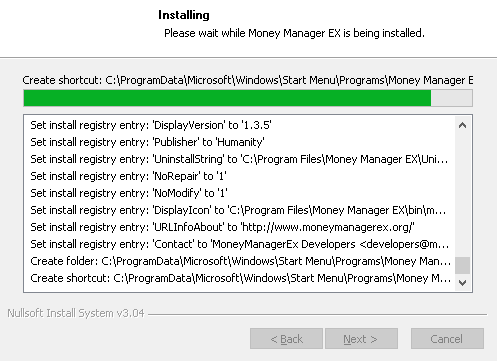 Installing
Please wait while Money Manager EX is being installed.
Create shortcut: C:\ProgramData\Microsoft\Windows\Start Menu\Programs\Money Manager E
Set install registry entry: 'DisplayVersion' to '1.3.5'
Set install registry entry: 'Publisher' to 'Humanity'
Set install registry entry: 'UninstallString' to 'C:\Program Files\Money Manager EX\Uni...
Set install registry entry: 'NoRepair' to '1'
Set install registry entry: 'NoModify' to '1'
Set install registry entry: 'DisplayIcon' to 'C:\Program Files\Money Manager EX\bin\m...
Set install registry entry: 'URLInfoAbout' to 'http://www.moneymanagerex.org/'
Set install registry entry: 'Contact' to 'MoneyManagerEx Developers <developers@m...
Create folder: C:\ProgramData\Microsoft\Windows\Start Menu\Programs\Money Man...
Create shortcut: C:\ProgramData\Microsoft\Windows\Start Menu\Programs\Money M...
Nullsoft Install System v3.04
< Back
Next >
Cancel